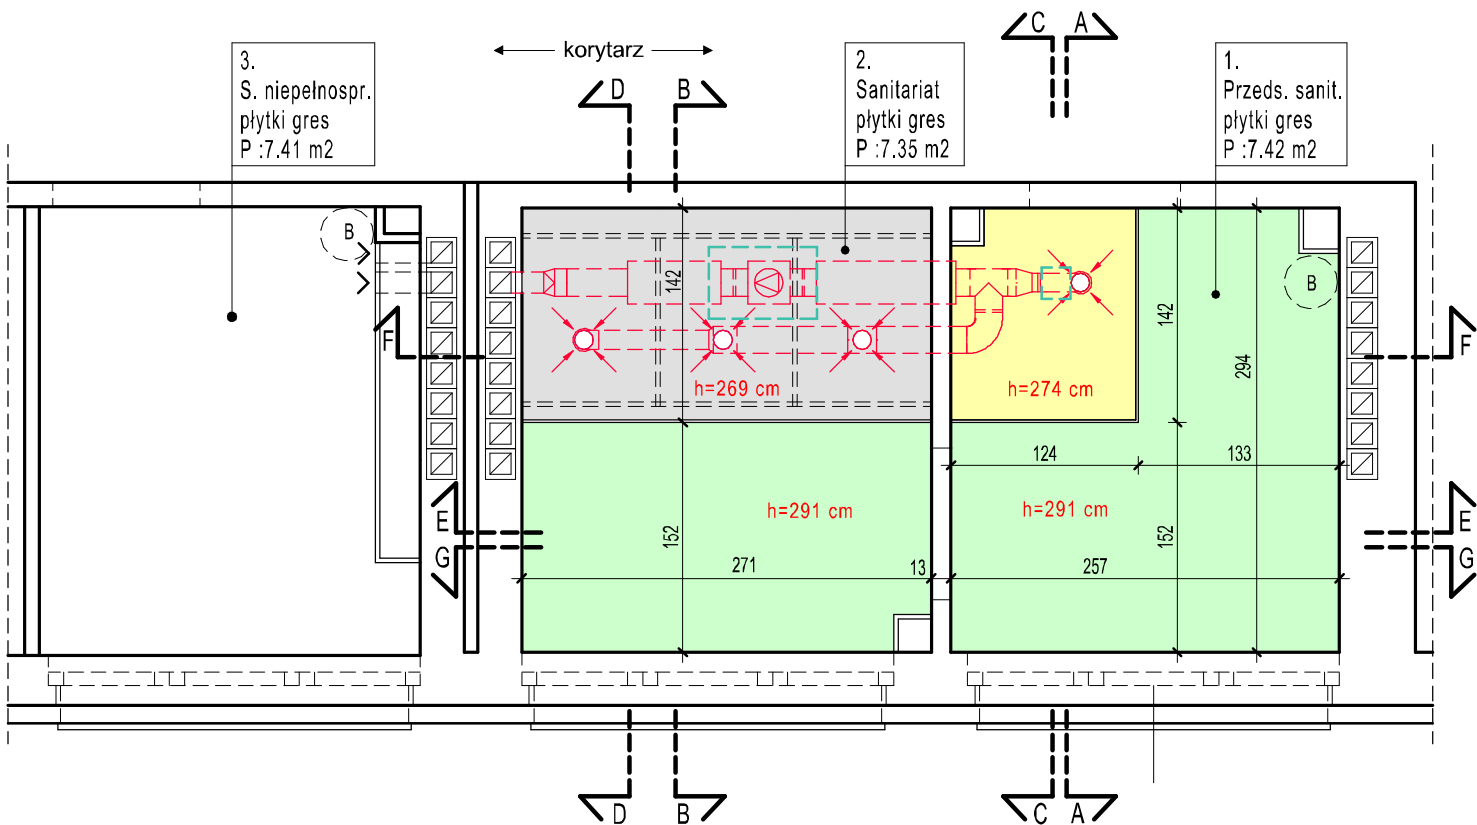 C A
korytarz
3.
S. niepełnospr.
płytki gres
P :7.41 m2
2.
Sanitariat
płytki gres
P :7.35 m2
1.
Przeds. sanit.
płytki gres
P :7.42 m2
D B
B
B
142
142
294
F
F
h=269 cm
h=274 cm
124
133
h=291 cm
h=291 cm
E
E
152
152
G
G
271
13
257
D B
C A